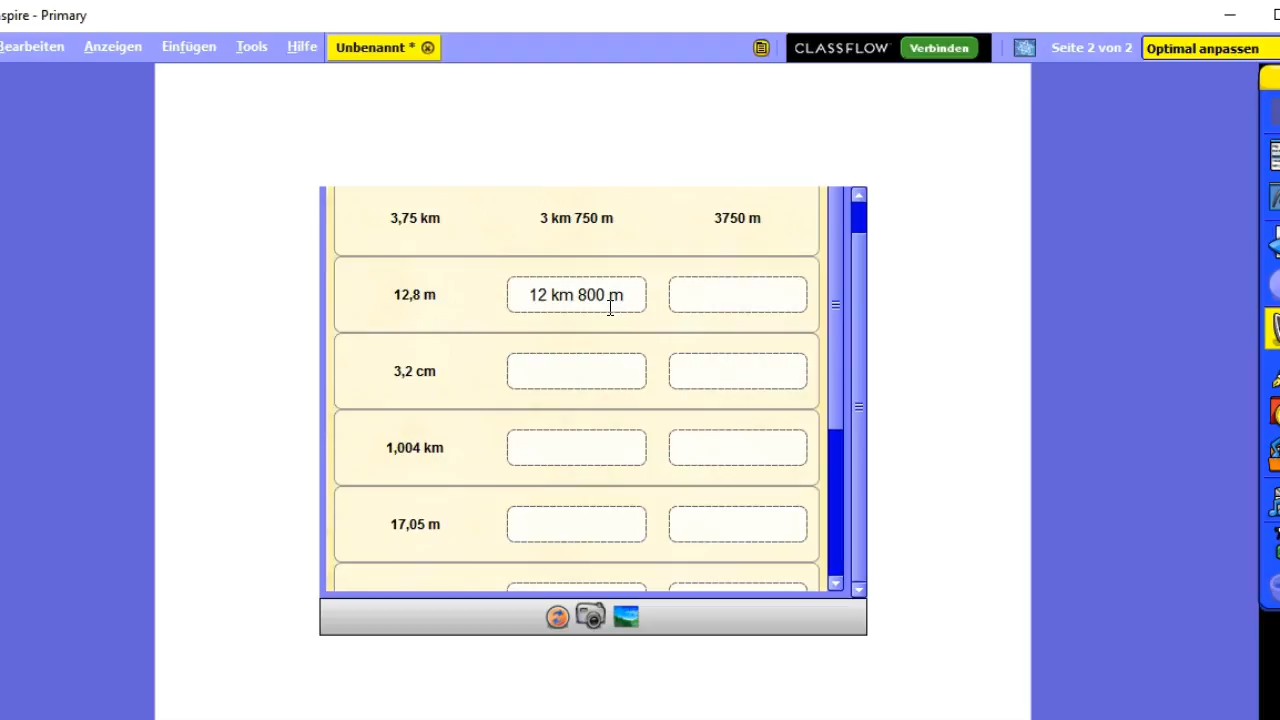 spire - Primary
Bearbeiten Anzeigen Einfügen Tools Hilfe Unbenannt * CLASSFLOW Verbinden Seite 2 von 2 Optimal anpassen
3,75 km 3 km 750 m 3750 m
12,8 m 12 km 800 m
3,2 cm
1,004 km
17,05 m